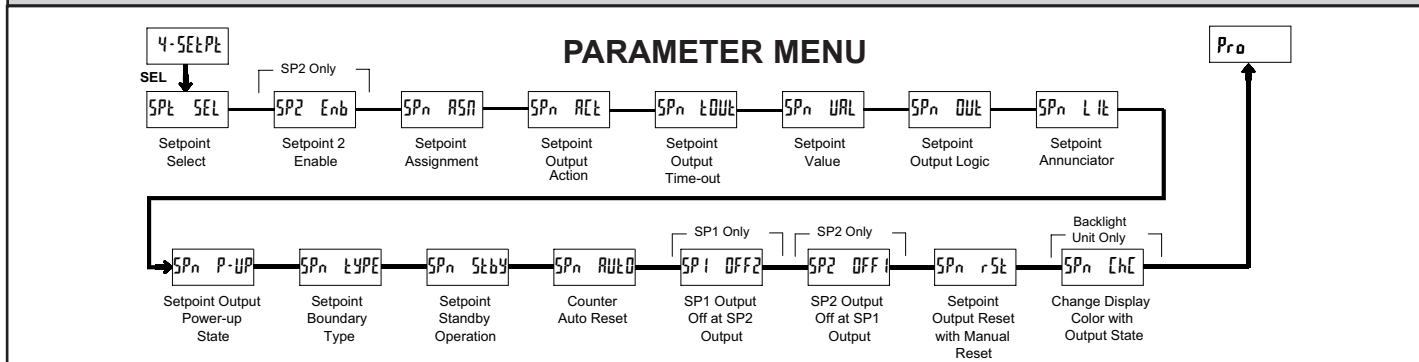 4-SEtPt
PARAMETER MENU
Pro
SEL
SP2 Only
SPt SEL
SP2 Enb
SPn ASN
SPn ACt
SPn tOUt
SPn VAL
SPn OUt
SPn Lit
Setpoint
Select
Setpoint 2
Enable
Setpoint
Assignment
Setpoint
Output
Action
Setpoint
Output
Time-out
Setpoint
Value
Setpoint
Output Logic
Setpoint
Annunciator
SP1 Only
SP2 Only
Backlight
Unit Only
SPn P-UP
SPn tYPE
SPn StbY
SPn AUtO
SP1 OFF2
SP2 OFF1
SPn rSt
SPn ChC
Setpoint Output
Power-up
State
Setpoint
Boundary
Type
Setpoint
Standby
Operation
Counter
Auto Reset
SP1 Output
Off at SP2
Output
SP2 Output
Off at SP1
Output
Setpoint
Output Reset
with Manual
Reset
Change Display
Color with
Output State